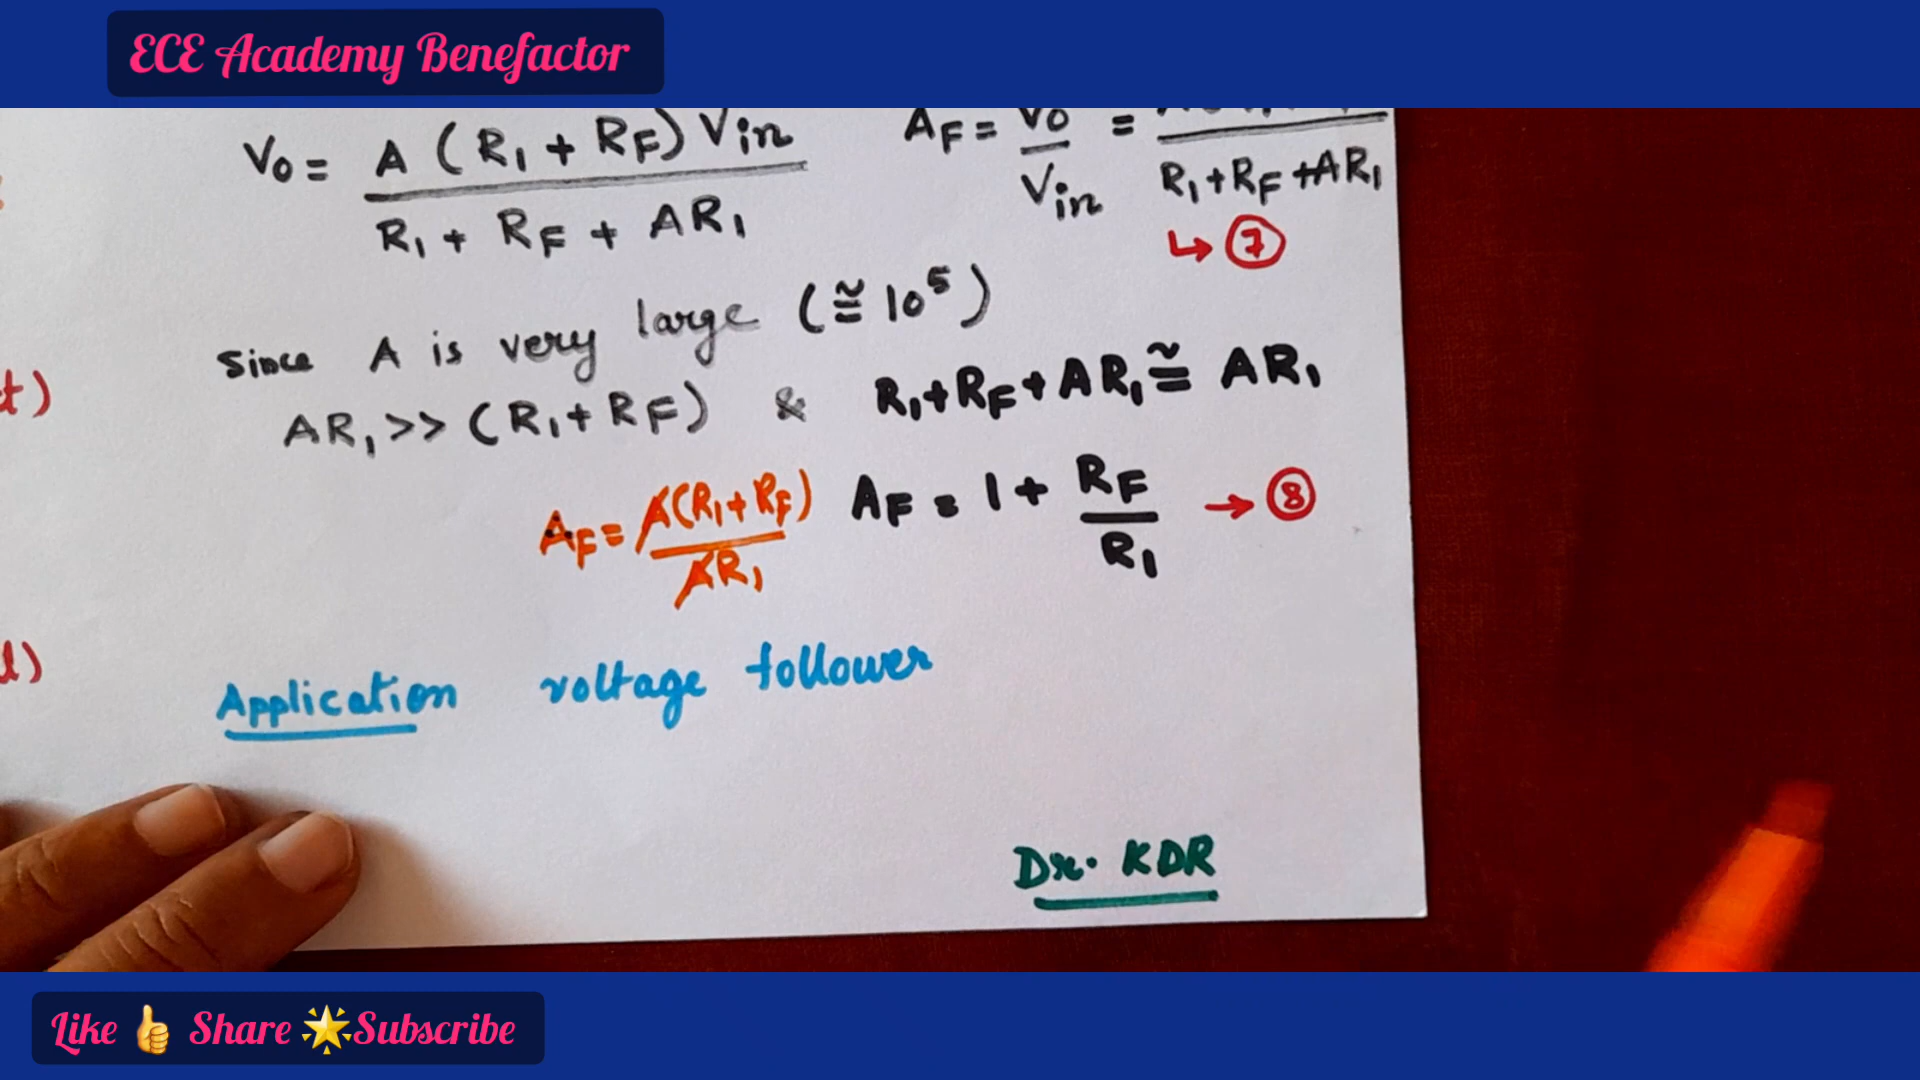 ECE Academy Benefactor
Vo = A (R1 + RF) Vin / R1 + RF + AR1
AF = Vo / Vin = / R1 + RF + AR1
↳ 7
Since A is very large (≅ 10^5)
AR1 >> (R1 + RF) & R1 + RF + AR1 ≅ AR1
AF = A(R1 + RF) / AR1 AF = 1 + RF / R1 → 8
Application voltage follower
Dr. KDR
Like 👍 Share 🌟Subscribe